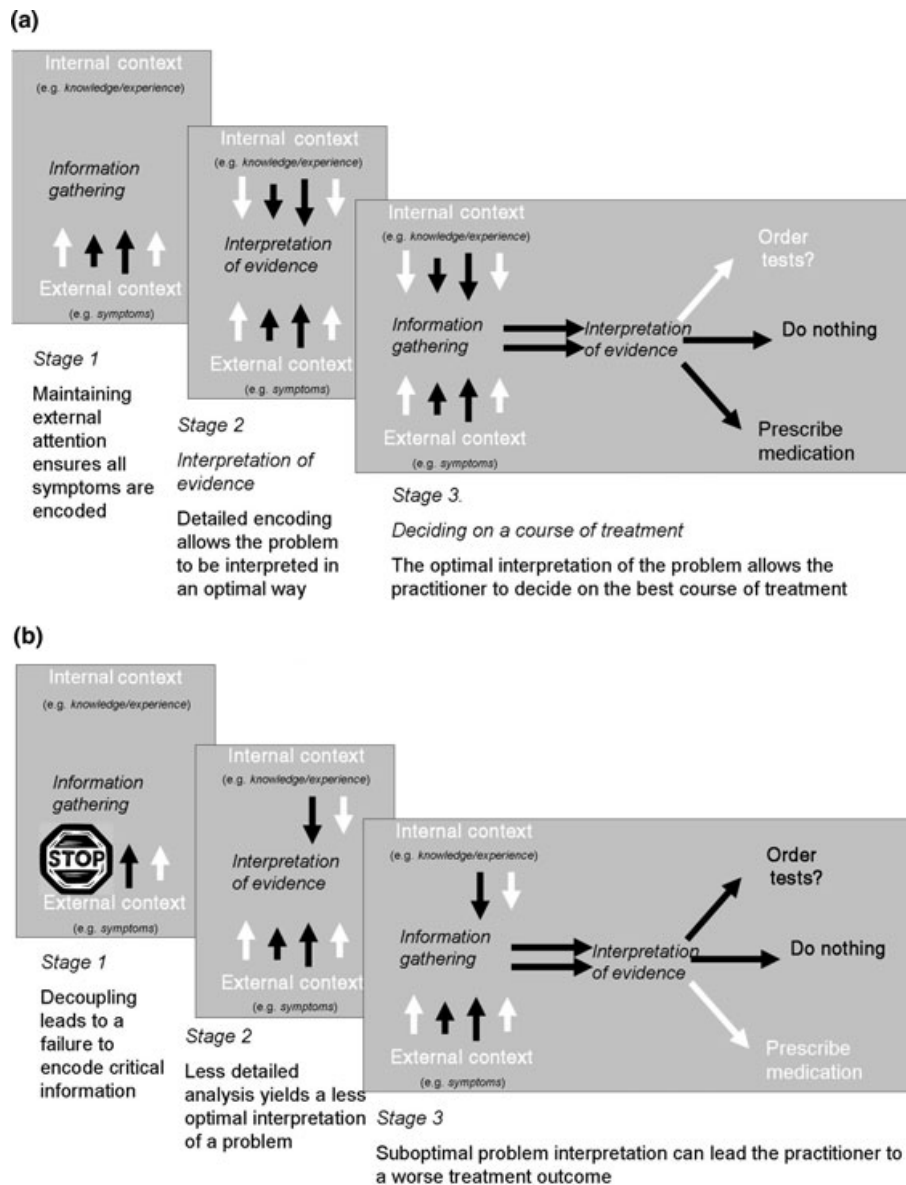 (a)
Internal context
(e.g. knowledge/experience)
Information
gathering
External context
(e.g. symptoms)
Stage 1
Maintaining
external
attention
ensures all
symptoms are
encoded
Internal context
(e.g. knowledge/experience)
Interpretation
of evidence
External context
(e.g. symptoms)
Stage 2
Interpretation of
evidence
Detailed encoding
allows the problem
to be interpreted in
an optimal way
Internal context
(e.g. knowledge/experience)
Information
gathering
External context
(e.g. symptoms)
Interpretation
of evidence
Order
tests?
Do nothing
Prescribe
medication
Stage 3.
Deciding on a course of treatment
The optimal interpretation of the problem allows the
practitioner to decide on the best course of treatment
(b)
Internal context
(e.g. knowledge/experience)
Information
gathering
STOP
External context
(e.g. symptoms)
Stage 1
Decoupling
leads to a
failure to
encode critical
information
Internal context
(e.g. knowledge/experience)
Interpretation
of evidence
External context
(e.g. symptoms)
Stage 2
Less detailed
analysis yields a less
optimal interpretation
of a problem
Internal context
(e.g. knowledge/experience)
Information
gathering
External context
(e.g. symptoms)
Interpretation
of evidence
Order
tests?
Do nothing
Prescribe
medication
Stage 3
Suboptimal problem interpretation can lead the practitioner to
a worse treatment outcome